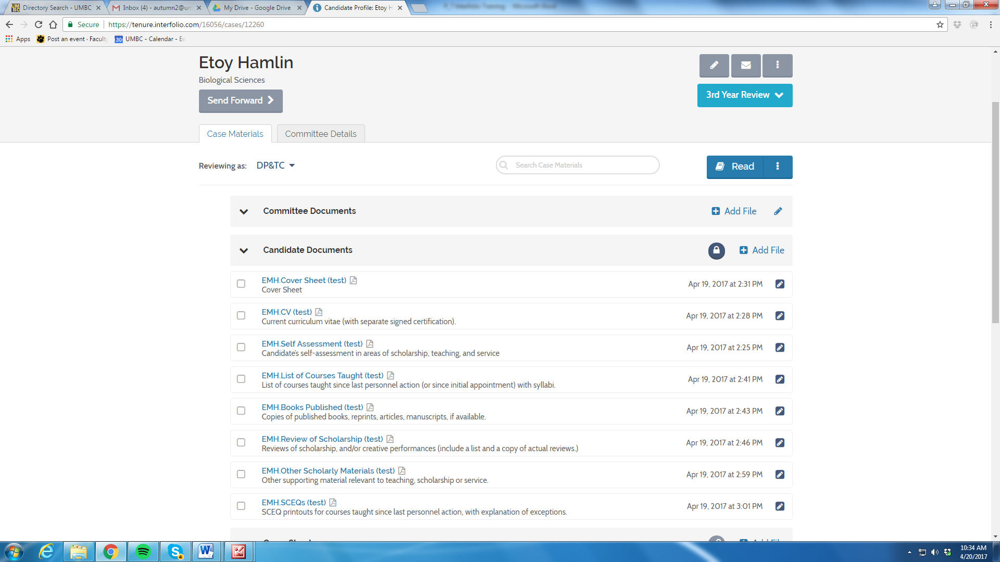 Directory Search - UMBC
Inbox (4) - autumn2@um
My Drive - Google Drive
Candidate Profile: Etoy H
Secure
https://tenure.interfolio.com/16056/cases/12260
Apps
Post an event · Faculty
30
UMBC - Calendar - Ev
Etoy Hamlin
Biological Sciences
Send Forward
3rd Year Review
Case Materials
Committee Details
Reviewing as: DP&TC
Search Case Materials
Read
Committee Documents
Add File
Candidate Documents
Add File
EMH.Cover Sheet (test)
Cover Sheet
Apr 19, 2017 at 2:31 PM
EMH.CV (test)
Current curriculum vitae (with separate signed certification).
Apr 19, 2017 at 2:28 PM
EMH.Self Assessment (test)
Candidate's self-assessment in areas of scholarship, teaching, and service
Apr 19, 2017 at 2:25 PM
EMH.List of Courses Taught (test)
List of courses taught since last personnel action (or since initial appointment) with syllabi.
Apr 19, 2017 at 2:41 PM
EMH.Books Published (test)
Copies of published books, reprints, articles, manuscripts, if available.
Apr 19, 2017 at 2:43 PM
EMH.Review of Scholarship (test)
Reviews of scholarship, and/or creative performances (include a list and a copy of actual reviews.)
Apr 19, 2017 at 2:46 PM
EMH.Other Scholarly Materials (test)
Other supporting material relevant to teaching, scholarship or service.
Apr 19, 2017 at 2:59 PM
EMH.SCEQs (test)
SCEQ printouts for courses taught since last personnel action, with explanation of exceptions.
Apr 19, 2017 at 3:01 PM
4
10:34 AM
4/20/2017